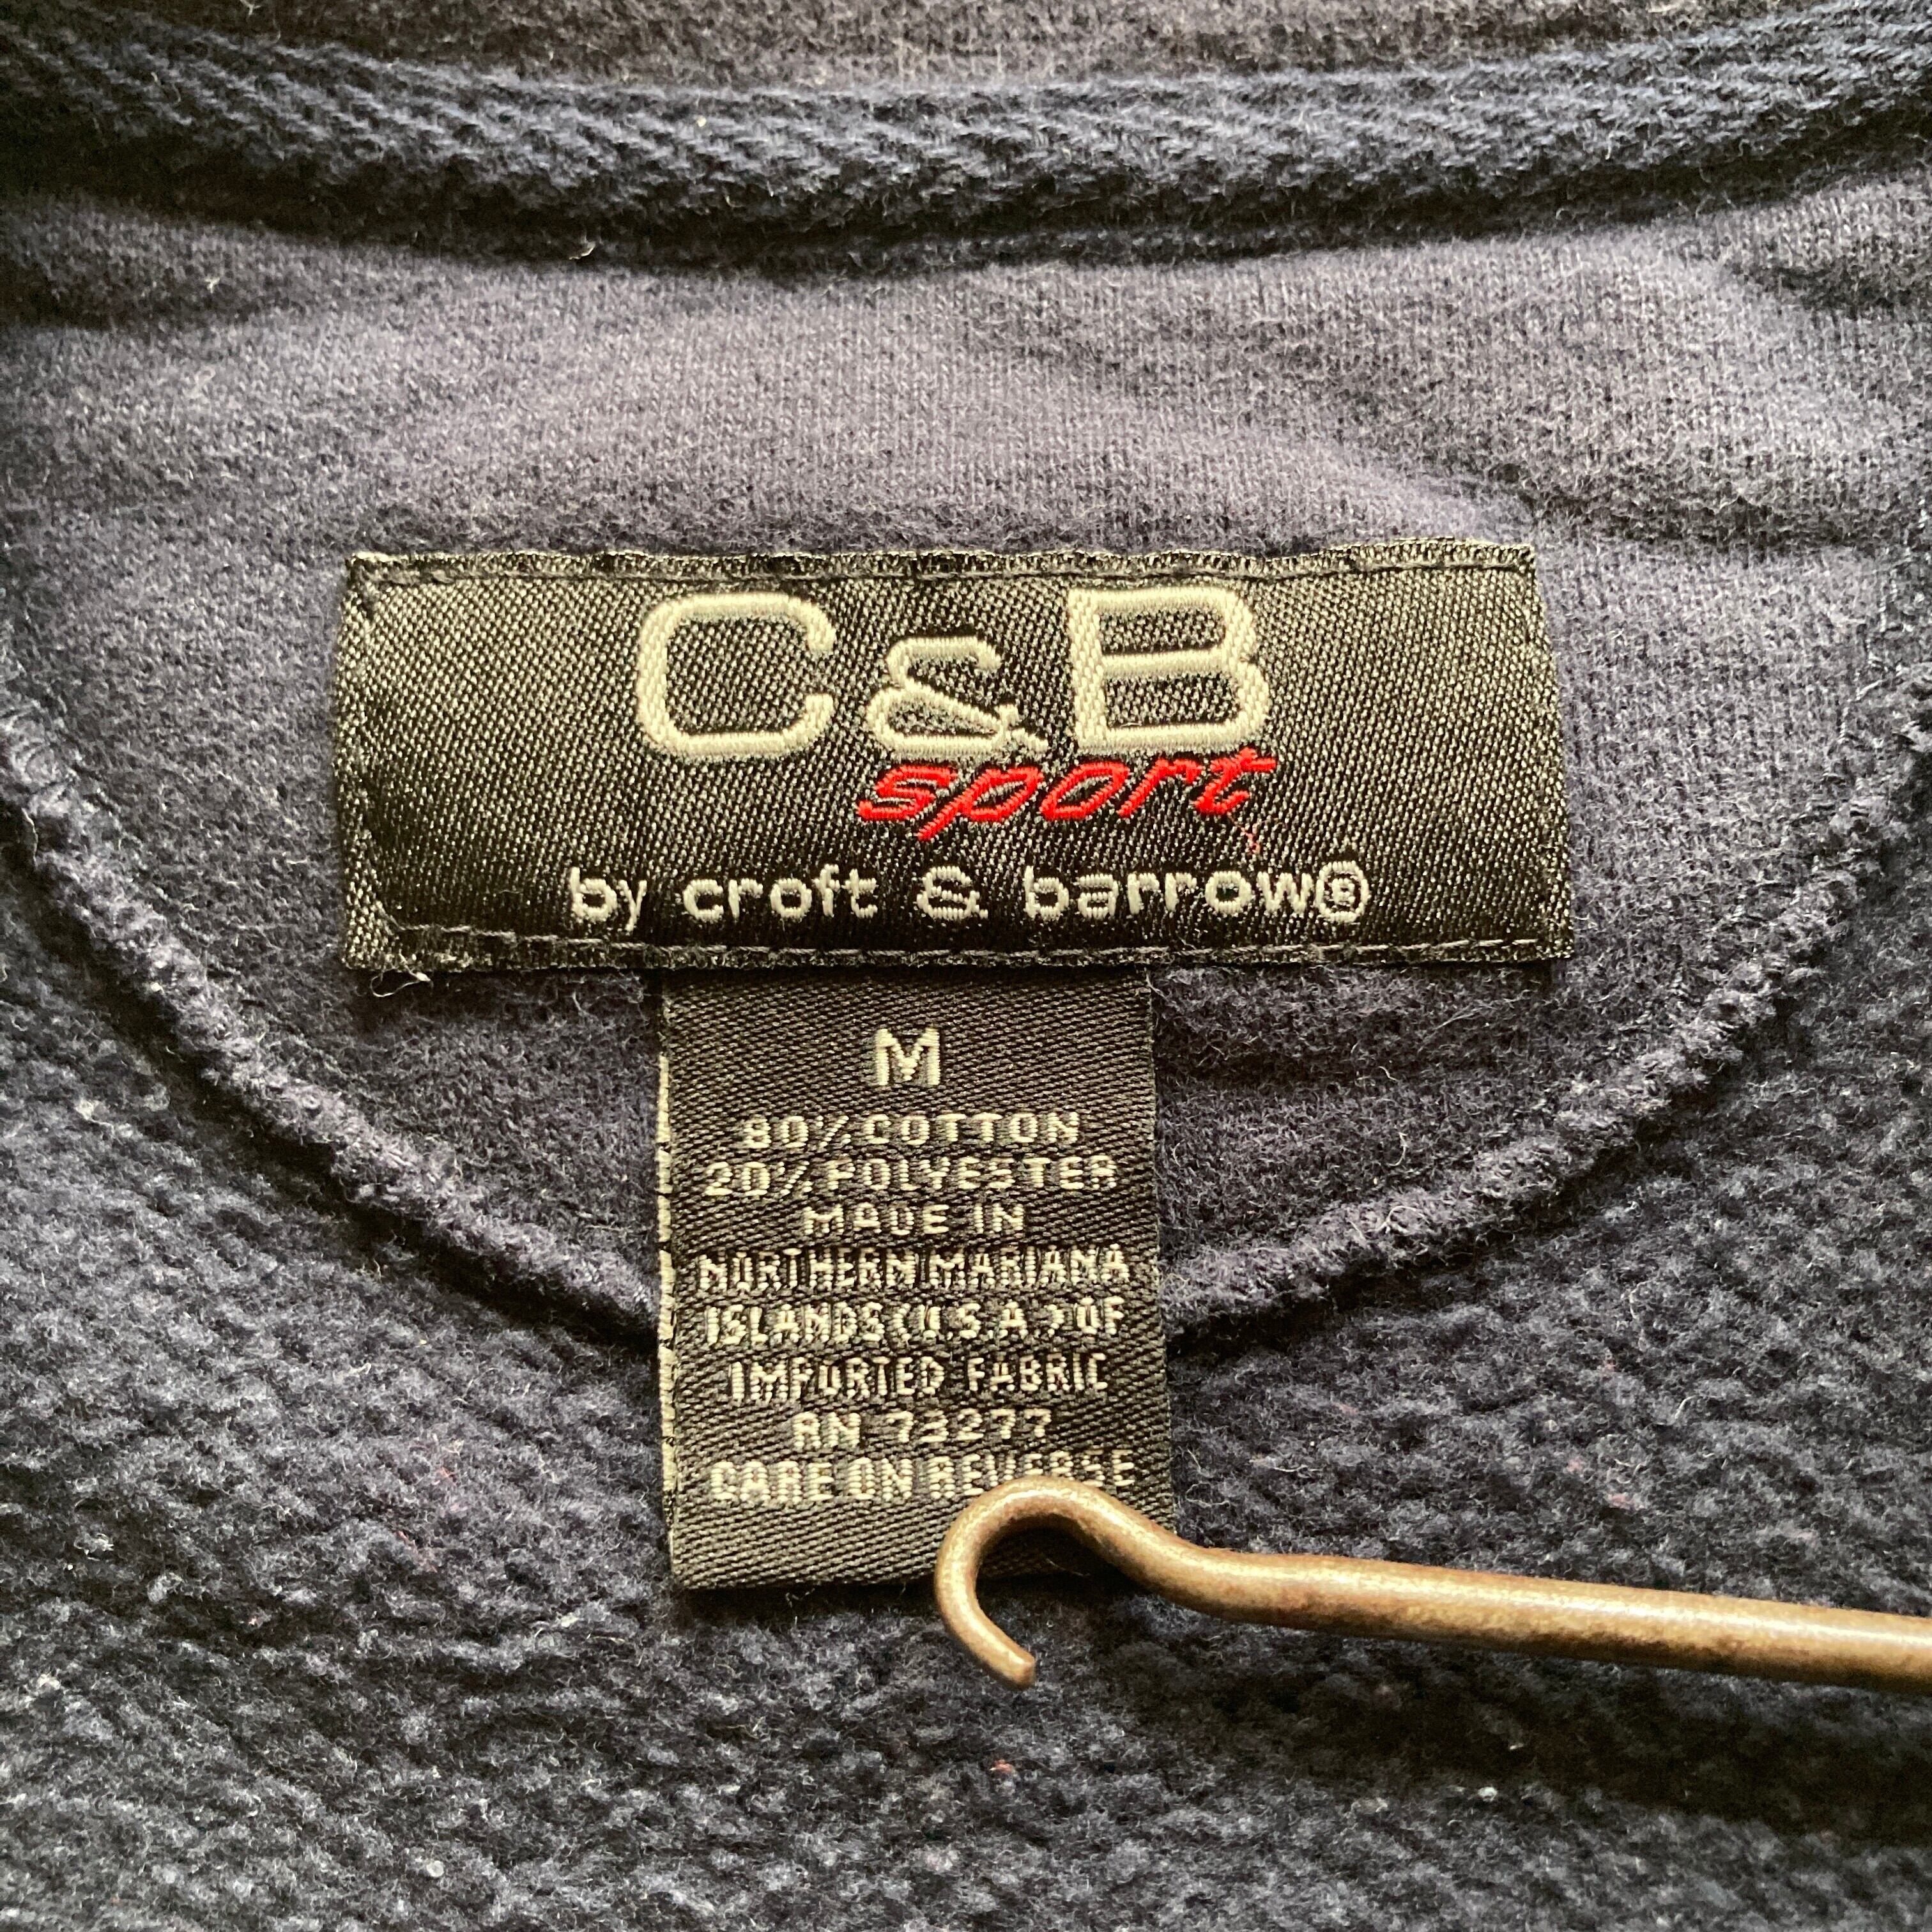 C&B
sport
by croft & barrow®
M
80% COTTON
20% POLYESTER
MADE IN
NORTHERN MARIANA
ISLANDS (U.S.A.) OF
IMPORTED FABRIC
RN 73277
CARE ON REVERSE